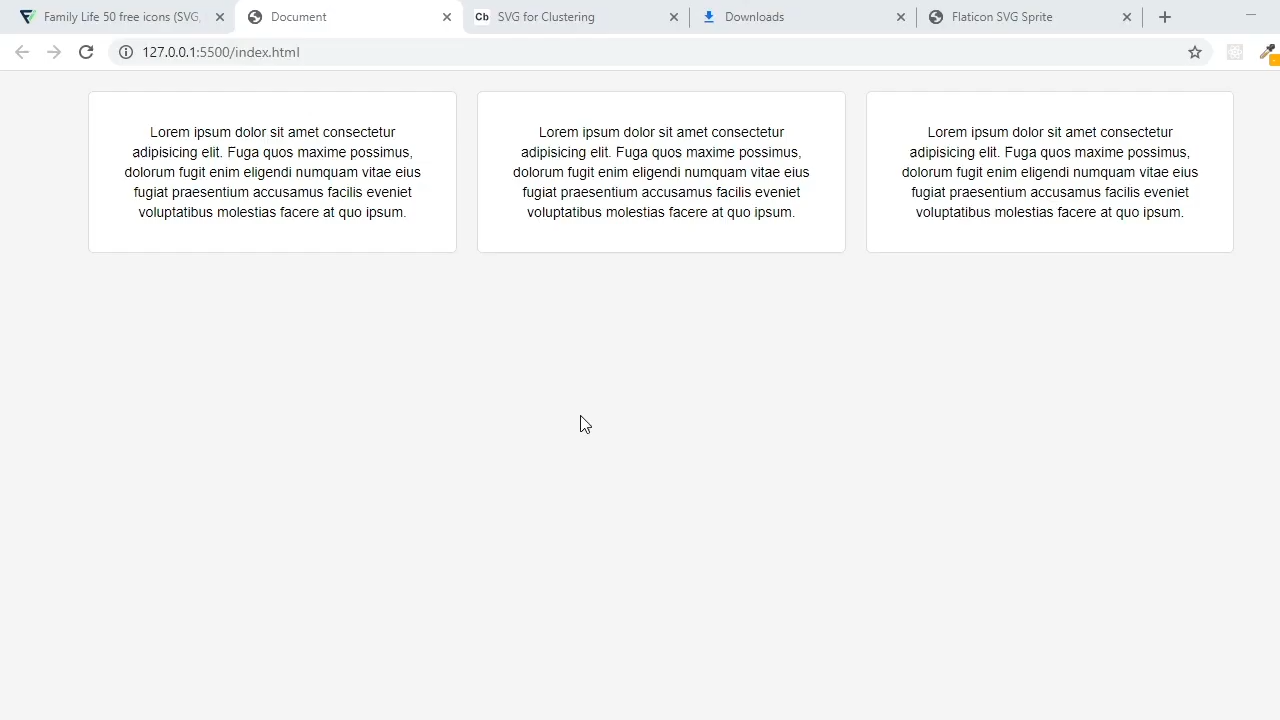 Family Life 50 free icons (SVG,
Document
Cb
SVG for Clustering
Downloads
Flaticon SVG Sprite
127.0.0.1:5500/index.html
Lorem ipsum dolor sit amet consectetur
adipisicing elit. Fuga quos maxime possimus,
dolorum fugit enim eligendi numquam vitae eius
fugiat praesentium accusamus facilis eveniet
voluptatibus molestias facere at quo ipsum.
Lorem ipsum dolor sit amet consectetur
adipisicing elit. Fuga quos maxime possimus,
dolorum fugit enim eligendi numquam vitae eius
fugiat praesentium accusamus facilis eveniet
voluptatibus molestias facere at quo ipsum.
Lorem ipsum dolor sit amet consectetur
adipisicing elit. Fuga quos maxime possimus,
dolorum fugit enim eligendi numquam vitae eius
fugiat praesentium accusamus facilis eveniet
voluptatibus molestias facere at quo ipsum.